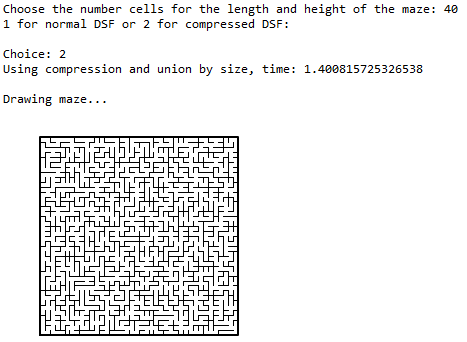 Choose the number cells for the length and height of the maze: 40
1 for normal DSF or 2 for compressed DSF:
Choice: 2
Using compression and union by size, time: 1.400815725326538
Drawing maze...